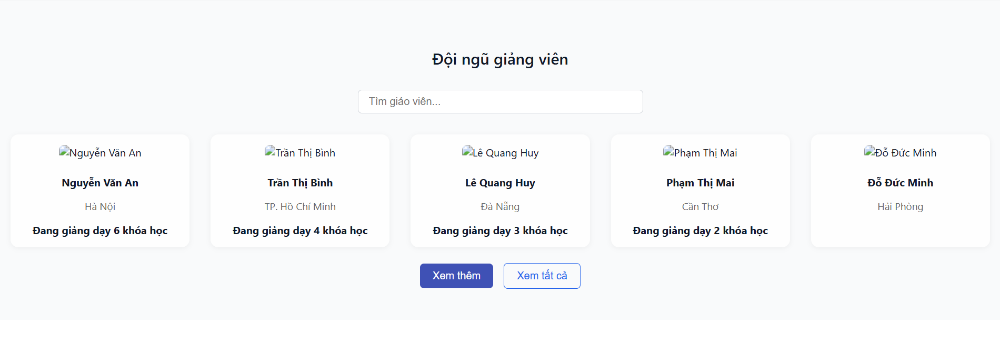 Đội ngũ giảng viên
Tìm giáo viên...
Nguyễn Văn An
Trần Thị Bình
Lê Quang Huy
Phạm Thị Mai
Đỗ Đức Minh
Nguyễn Văn An
Trần Thị Bình
Lê Quang Huy
Phạm Thị Mai
Đỗ Đức Minh
Hà Nội
TP. Hồ Chí Minh
Đà Nẵng
Cần Thơ
Hải Phòng
Đang giảng dạy 6 khóa học
Đang giảng dạy 4 khóa học
Đang giảng dạy 3 khóa học
Đang giảng dạy 2 khóa học
Xem thêm
Xem tất cả